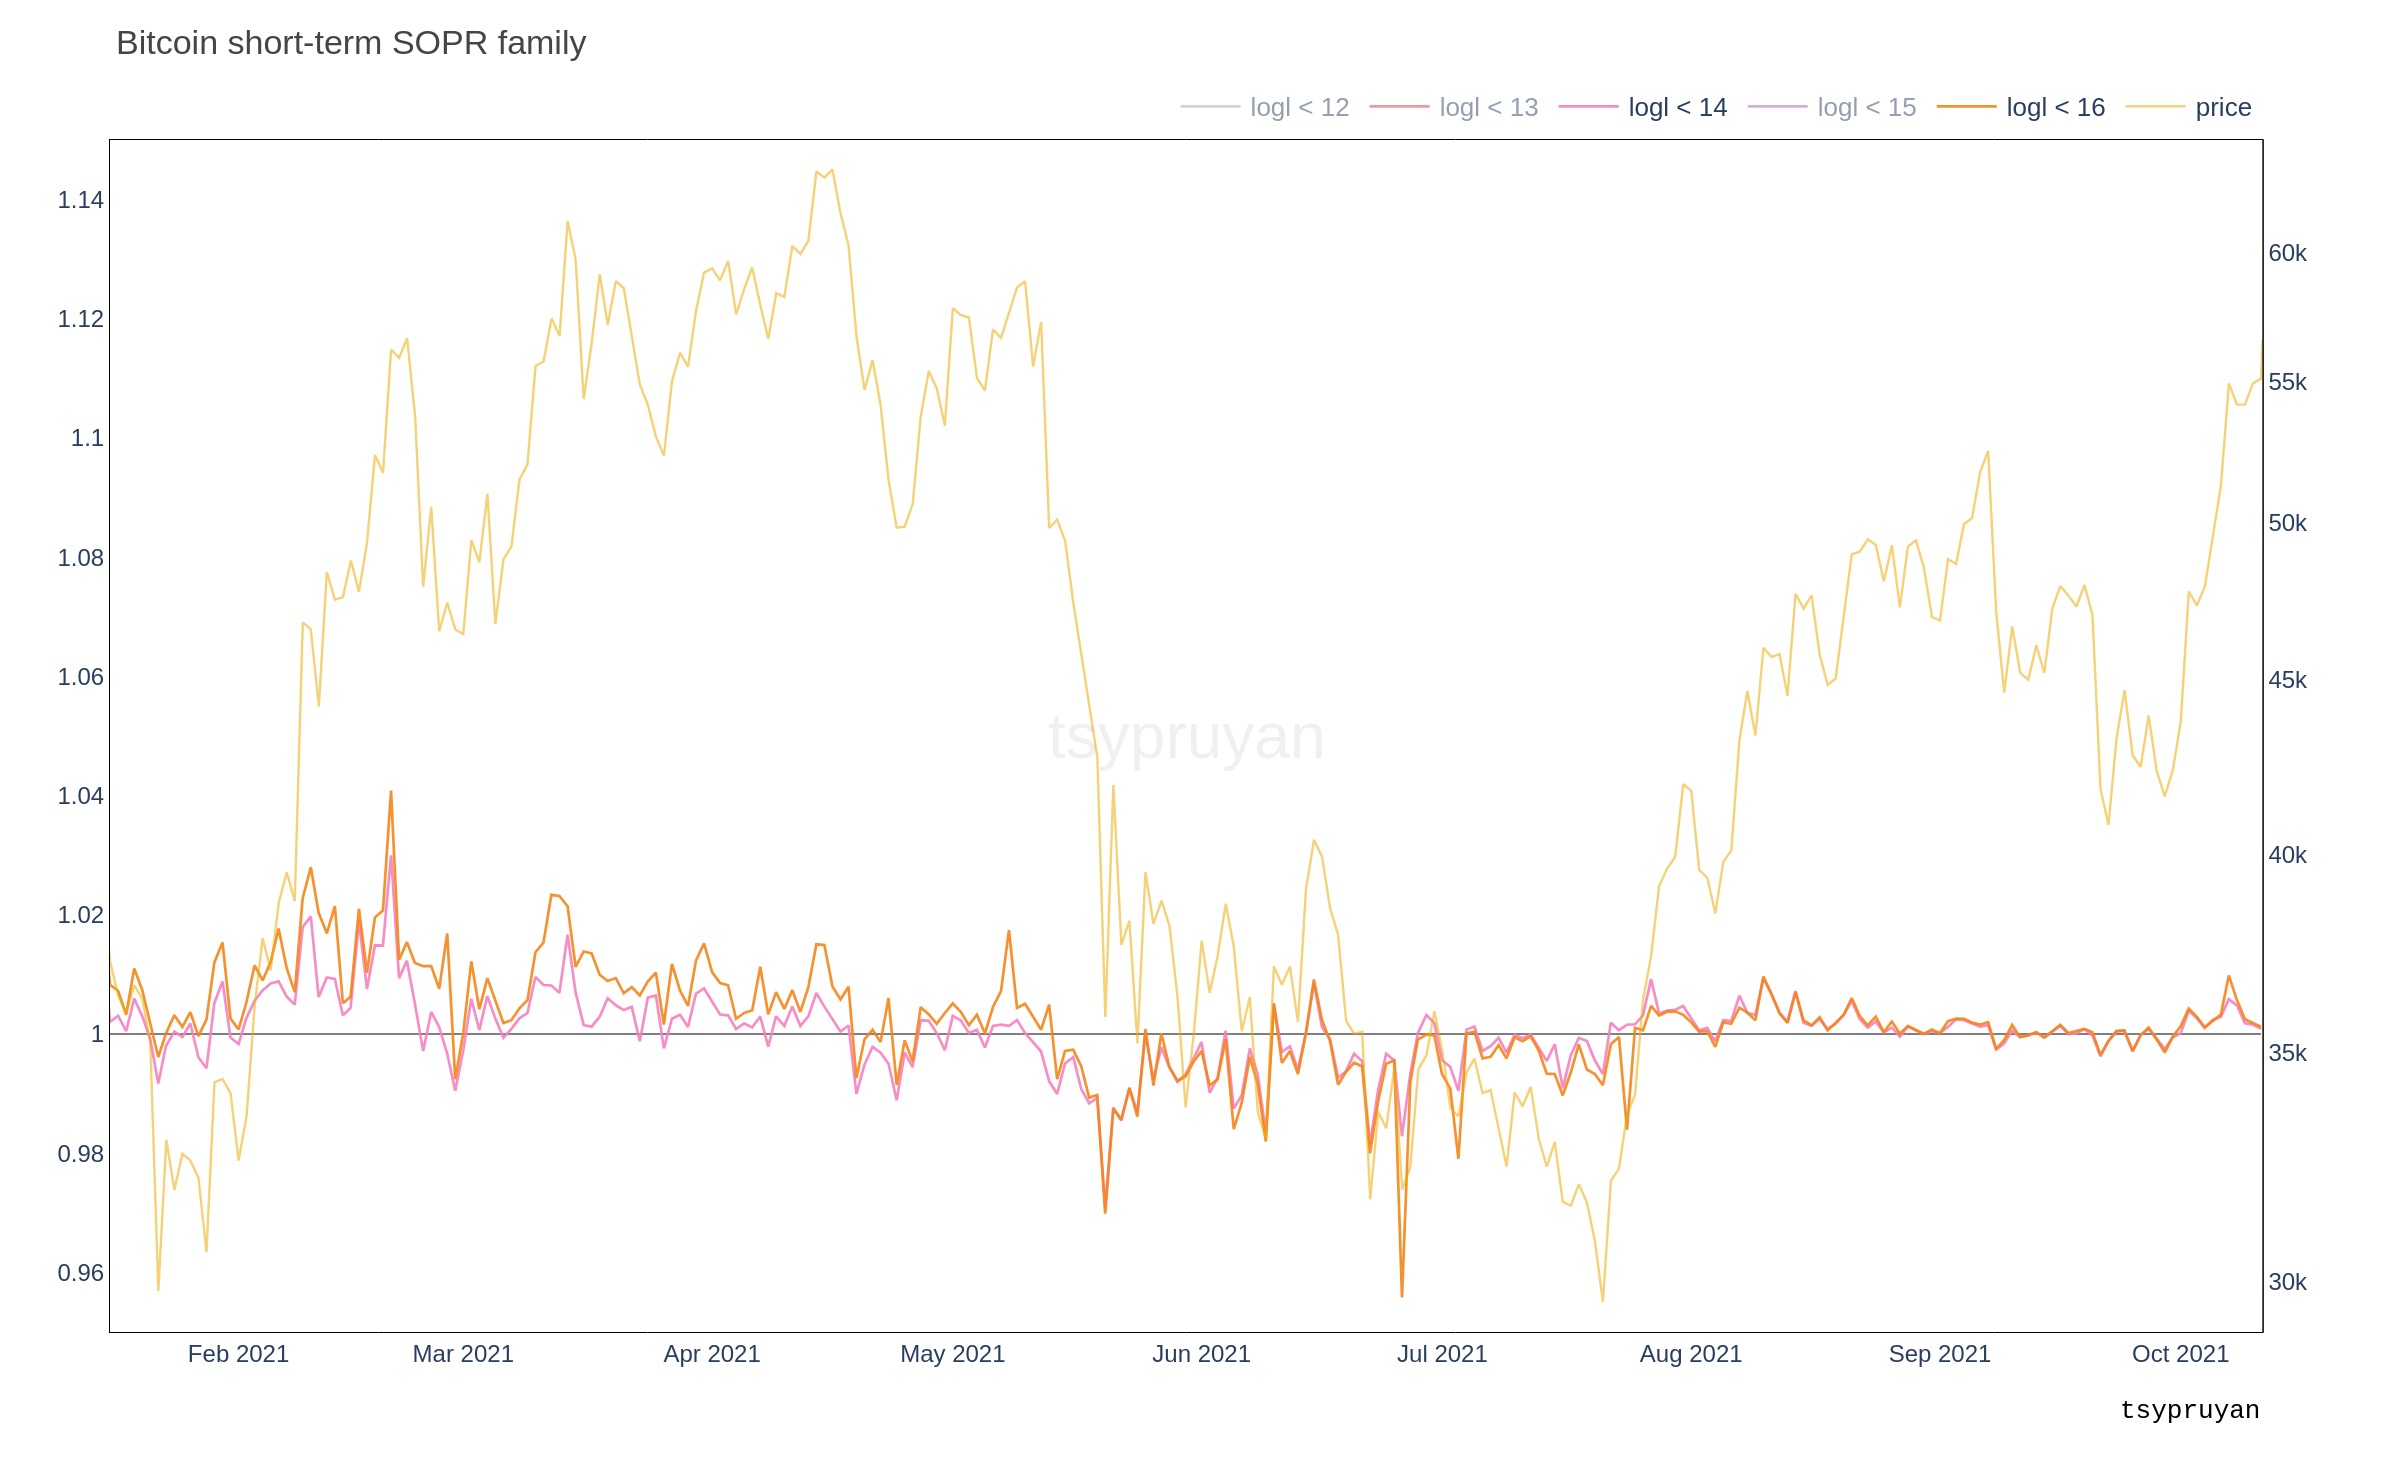 Bitcoin short-term SOPR family
logl < 12 logl < 13 logl < 14 logl < 15 logl < 16 price
1.14
60k
1.12
55k
1.1
50k
1.08
1.06
45k
tsypruyan
1.04
40k
1.02
1
35k
0.98
0.96
30k
Feb 2021 Mar 2021 Apr 2021 May 2021 Jun 2021 Jul 2021 Aug 2021 Sep 2021 Oct 2021
tsypruyan